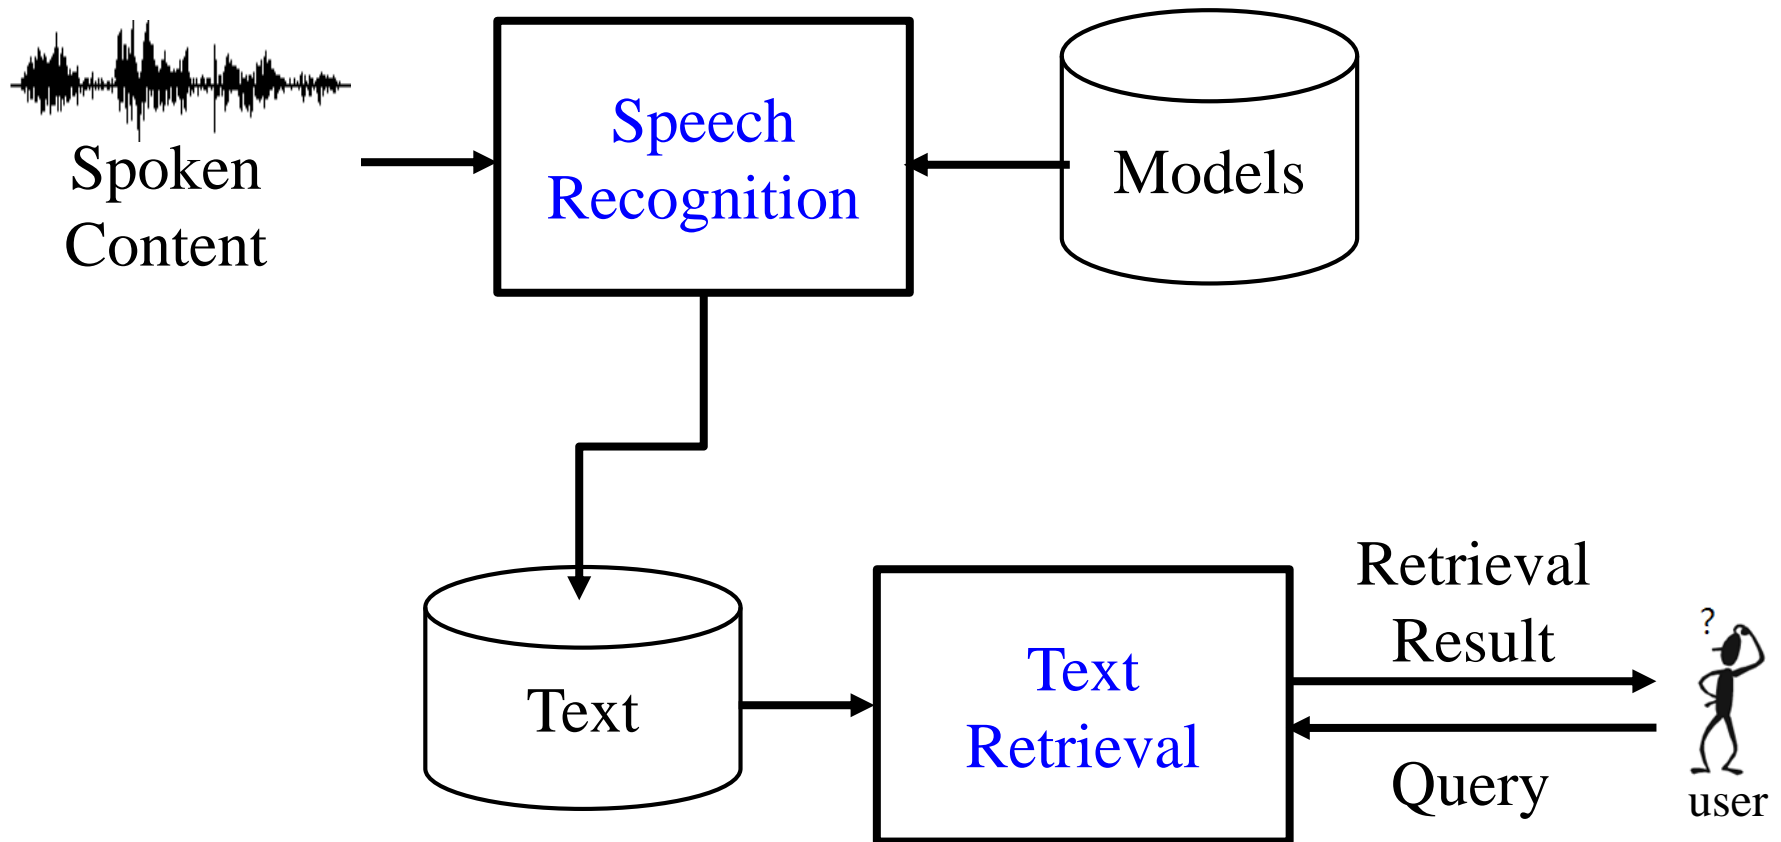 Spoken
Content
Speech
Recognition
Models
Text
Text
Retrieval
Retrieval
Result
Query
?
user